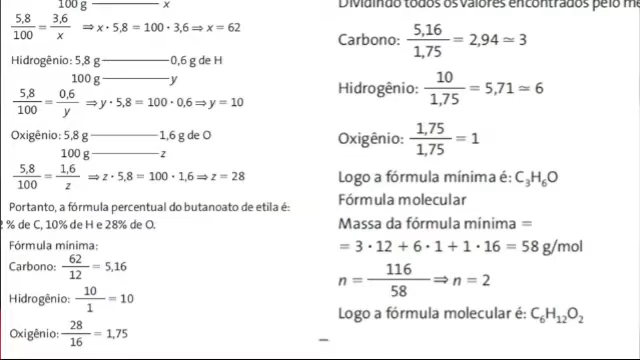 100 g — x
5,8/100 = 3,6/x ⇒ x · 5,8 = 100 · 3,6 ⇒ x = 62
Hidrogênio: 5,8 g — 0,6 g de H
100 g — y
5,8/100 = 0,6/y ⇒ y · 5,8 = 100 · 0,6 ⇒ y = 10
Oxigênio: 5,8 g — 1,6 g de O
100 g — z
5,8/100 = 1,6/z ⇒ z · 5,8 = 100 · 1,6 ⇒ z = 28
Portanto, a fórmula percentual do butanoato de etila é:
% de C, 10% de H e 28% de O.
Fórmula mínima:
Carbono: 62/12 = 5,16
Hidrogênio: 10/1 = 10
Oxigênio: 28/16 = 1,75
Dividindo todos os valores encontrados pelo
Carbono: 5,16/1,75 = 2,94 ≃ 3
Hidrogênio: 10/1,75 = 5,71 ≃ 6
Oxigênio: 1,75/1,75 = 1
Logo a fórmula mínima é: C₃H₆O
Fórmula molecular
Massa da fórmula mínima =
= 3 · 12 + 6 · 1 + 1 · 16 = 58 g/mol
n = 116/58 ⇒ n = 2
Logo a fórmula molecular é: C₆H₁₂O₂